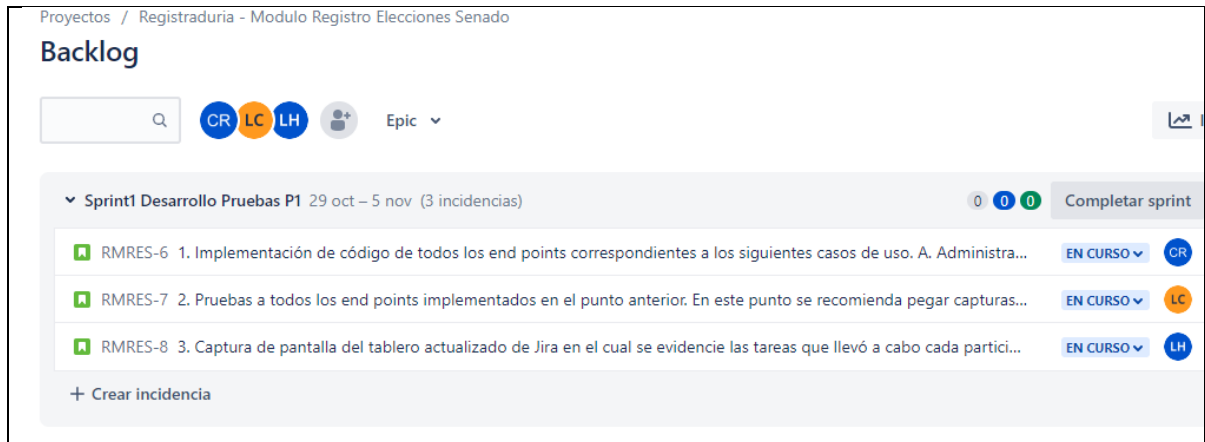 Proyectos / Registraduria - Modulo Registro Elecciones Senado
Backlog
CR LC LH Epic
Sprint1 Desarrollo Pruebas P1 29 oct – 5 nov (3 incidencias) 0 0 0 Completar sprint
RMRES-6 1. Implementación de código de todos los end points correspondientes a los siguientes casos de uso. A. Administra... EN CURSO CR
RMRES-7 2. Pruebas a todos los end points implementados en el punto anterior. En este punto se recomienda pegar capturas... EN CURSO LC
RMRES-8 3. Captura de pantalla del tablero actualizado de Jira en el cual se evidencie las tareas que llevó a cabo cada partici... EN CURSO LH
+ Crear incidencia